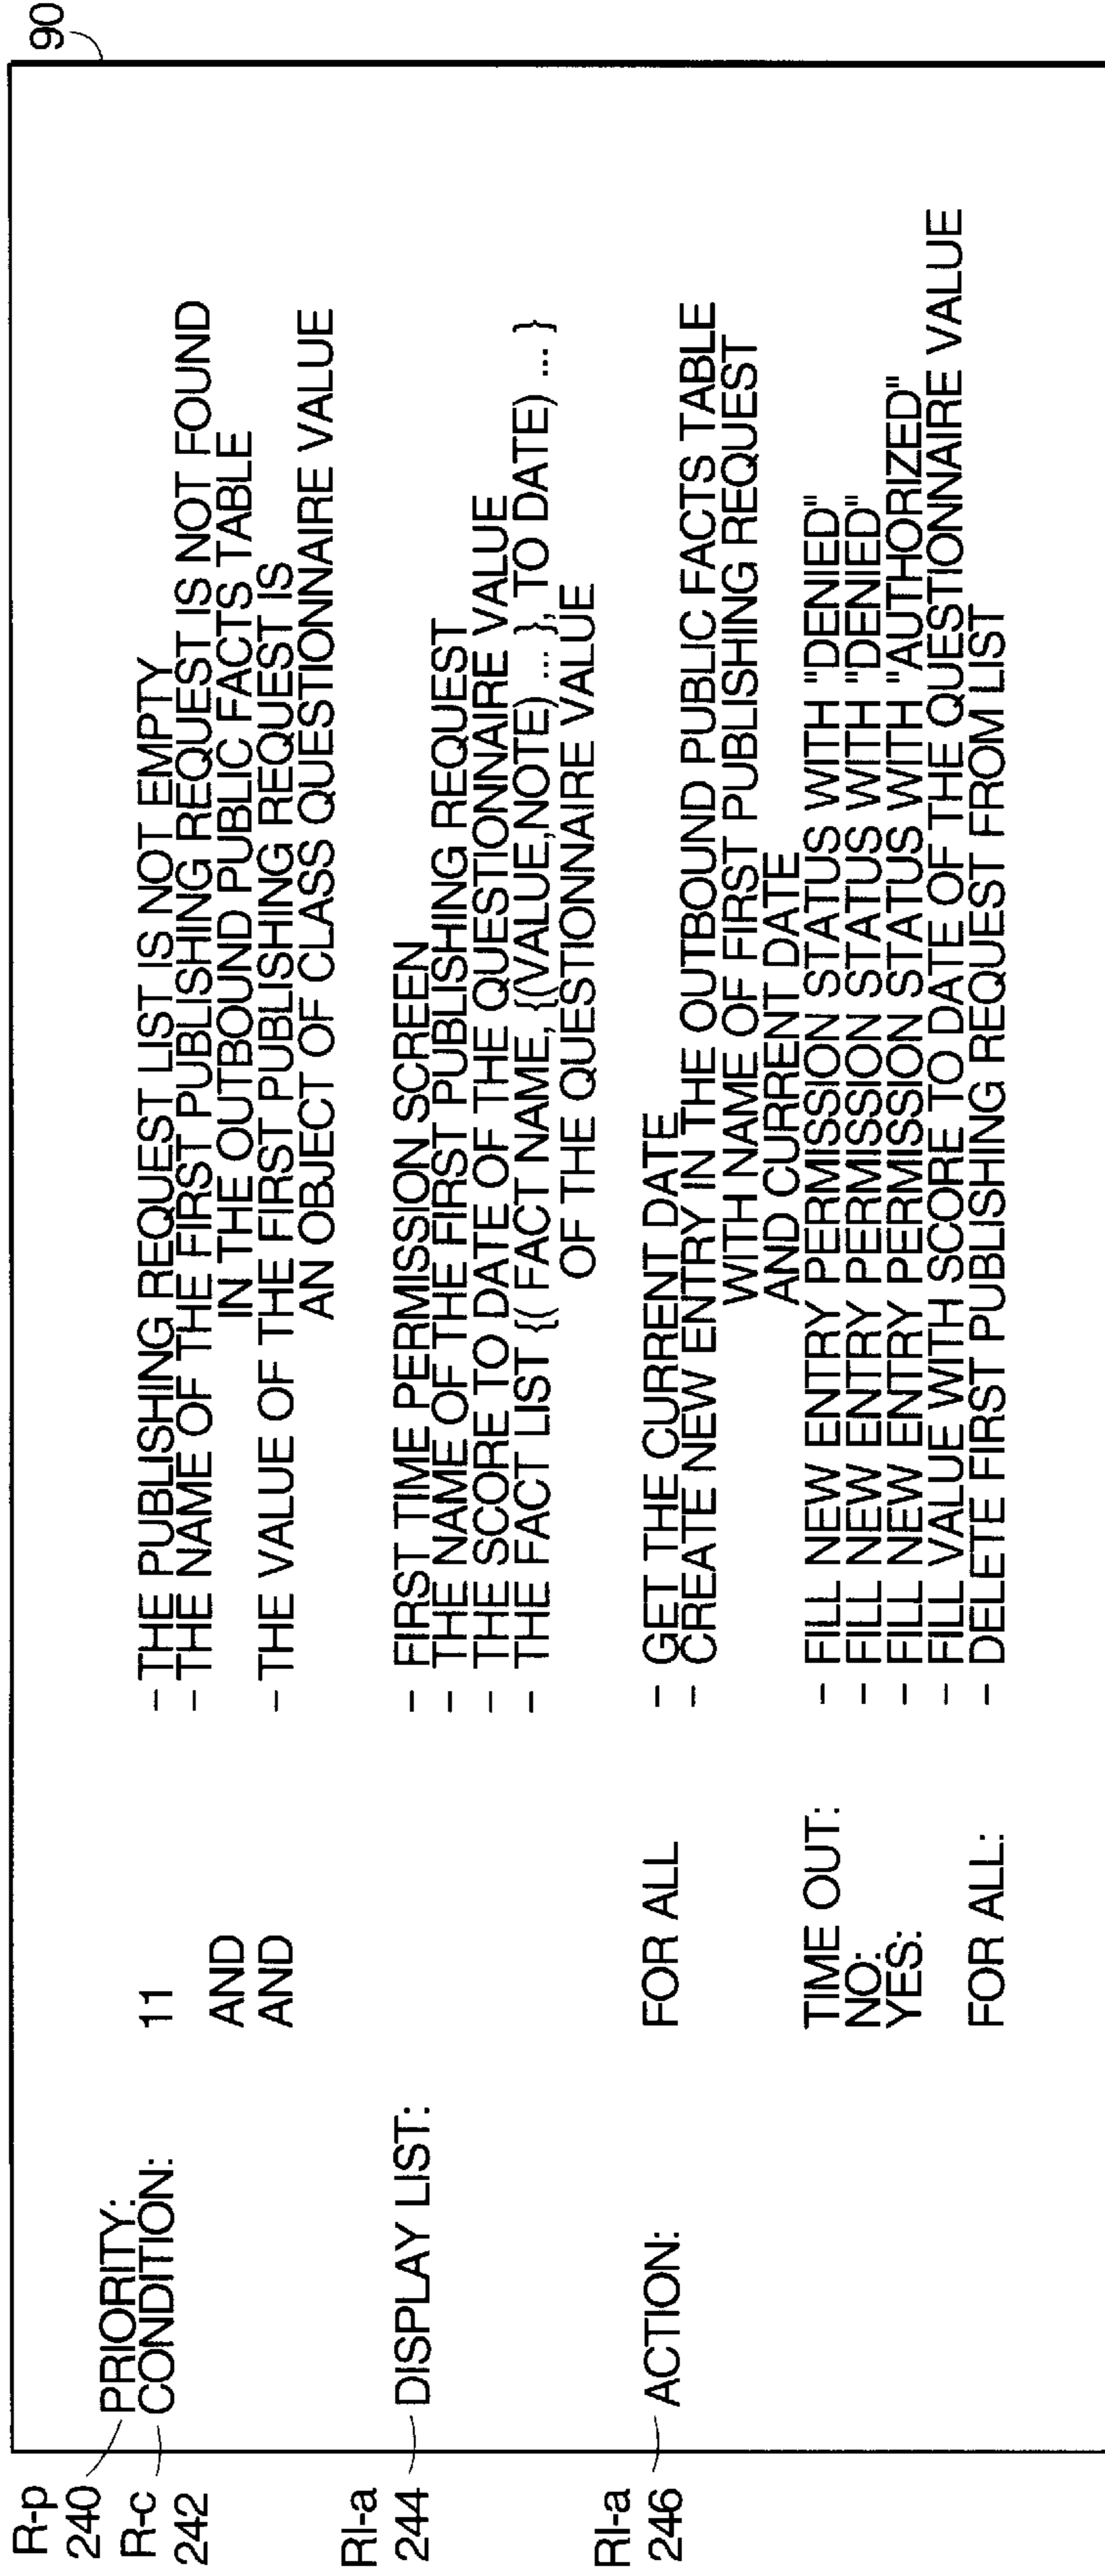 90
R-p
240
PRIORITY:
R-c
242
CONDITION: 11 - THE PUBLISHING REQUEST LIST IS NOT EMPTY
- THE NAME OF THE FIRST PUBLISHING REQUEST IS NOT FOUND
AND IN THE OUTBOUND PUBLIC FACTS TABLE
AND - THE VALUE OF THE FIRST PUBLISHING REQUEST IS
AN OBJECT OF CLASS QUESTIONNAIRE VALUE
RI-a
244
DISPLAY LIST: - FIRST TIME PERMISSION SCREEN
- THE NAME OF THE FIRST PUBLISHING REQUEST
- THE SCORE TO DATE OF THE QUESTIONNAIRE VALUE
- THE FACT LIST {( FACT NAME, {(VALUE,NOTE) ... }, TO DATE) ... }
OF THE QUESTIONNAIRE VALUE
RI-a
246
ACTION: FOR ALL - GET THE CURRENT DATE
- CREATE NEW ENTRY IN THE OUTBOUND PUBLIC FACTS TABLE
WITH NAME OF FIRST PUBLISHING REQUEST
AND CURRENT DATE
TIME OUT: - FILL NEW ENTRY PERMISSION STATUS WITH "DENIED"
NO: - FILL NEW ENTRY PERMISSION STATUS WITH "DENIED"
YES: - FILL NEW ENTRY PERMISSION STATUS WITH "AUTHORIZED"
- FILL VALUE WITH SCORE TO DATE OF THE QUESTIONNAIRE VALUE
FOR ALL: - DELETE FIRST PUBLISHING REQUEST FROM LIST